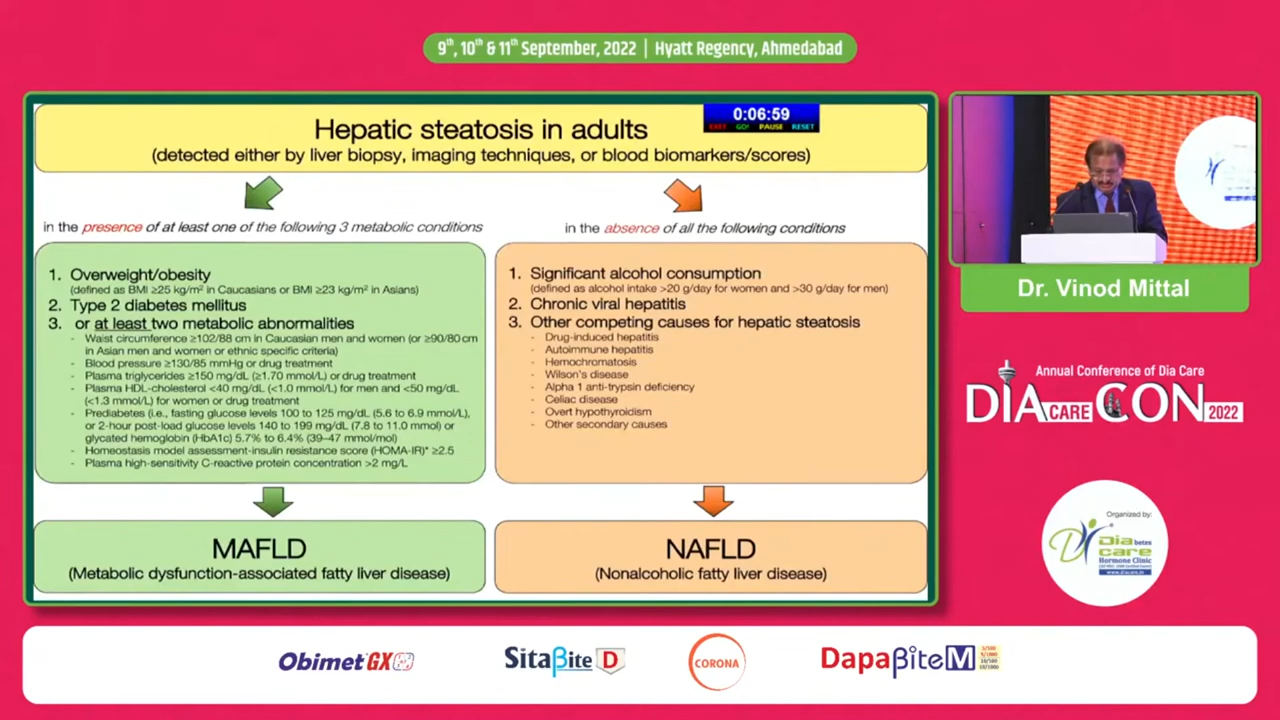 9th, 10th & 11th September, 2022 | Hyatt Regency, Ahmedabad
0:06:59
EXIT GO! PAUSE RESET
Hepatic steatosis in adults
(detected either by liver biopsy, imaging techniques, or blood biomarkers/scores)
in the presence of at least one of the following 3 metabolic conditions
1. Overweight/obesity
(defined as BMI ≥25 kg/m² in Caucasians or BMI ≥23 kg/m² in Asians)
2. Type 2 diabetes mellitus
3. or at least two metabolic abnormalities
- Waist circumference ≥102/88 cm in Caucasian men and women (or ≥90/80 cm
in Asian men and women or ethnic specific criteria)
- Blood pressure ≥130/85 mmHg or drug treatment
- Plasma triglycerides ≥150 mg/dL (≥1.70 mmol/L) or drug treatment
- Plasma HDL-cholesterol <40 mg/dL (<1.0 mmol/L) for men and <50 mg/dL
(<1.3 mmol/L) for women or drug treatment
- Prediabetes (i.e., fasting glucose levels 100 to 125 mg/dL (5.6 to 6.9 mmol/L),
or 2-hour post-load glucose levels 140 to 199 mg/dL (7.8 to 11.0 mmol) or
glycated hemoglobin (HbA1c) 5.7% to 6.4% (39–47 mmol/mol)
- Homeostasis model assessment-insulin resistance score (HOMA-IR)* ≥2.5
- Plasma high-sensitivity C-reactive protein concentration >2 mg/L
MAFLD
(Metabolic dysfunction-associated fatty liver disease)
in the absence of all the following conditions
1. Significant alcohol consumption
(defined as alcohol intake >20 g/day for women and >30 g/day for men)
2. Chronic viral hepatitis
3. Other competing causes for hepatic steatosis
- Drug-induced hepatitis
- Autoimmune hepatitis
- Hemochromatosis
- Wilson's disease
- Alpha 1 anti-trypsin deficiency
- Celiac disease
- Overt hypothyroidism
- Other secondary causes
NAFLD
(Nonalcoholic fatty liver disease)
Dr. Vinod Mittal
Annual Conference of Dia Care
DIACARE CON 2022
Organized by:
Diabetes
care
Hormone Clinic
www.diacare.in
Obimet GX
SitaβiteD
CORONA
DapaβiteM